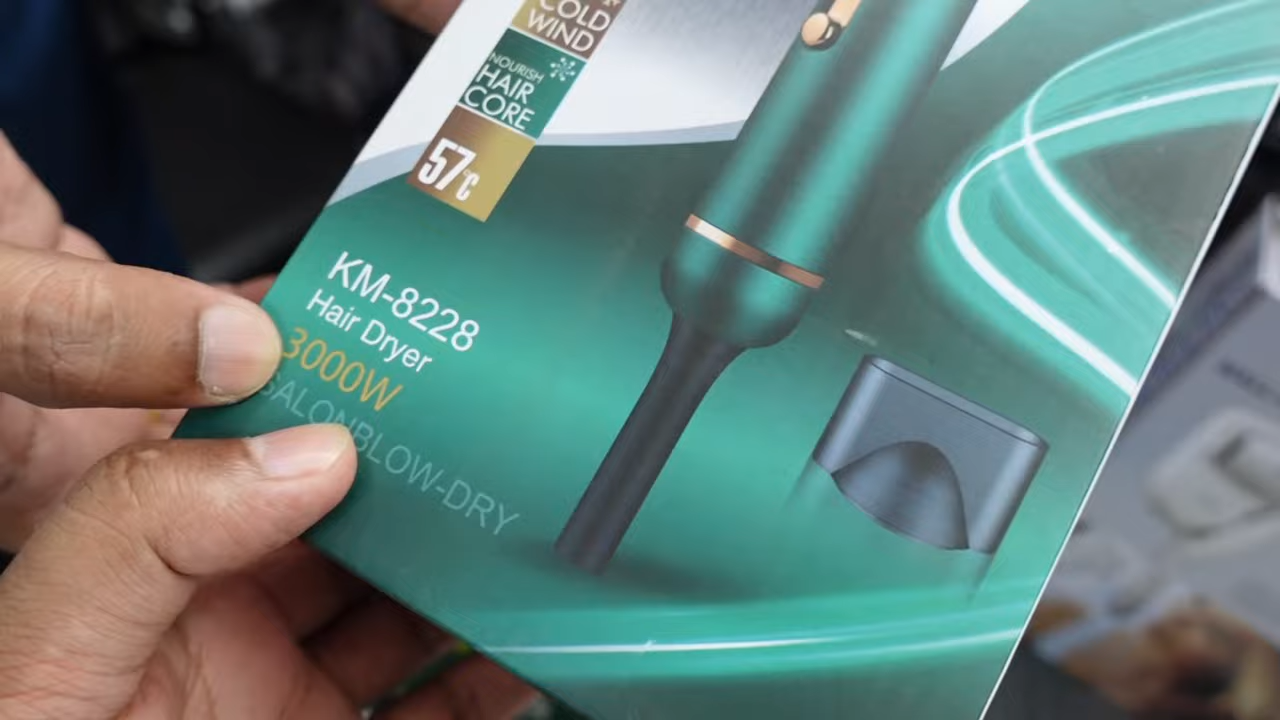 COLD
WIND
NOURISH
HAIR
CORE
57°C
KM-8228
Hair Dryer
3000W
SALONBLOW-DRY